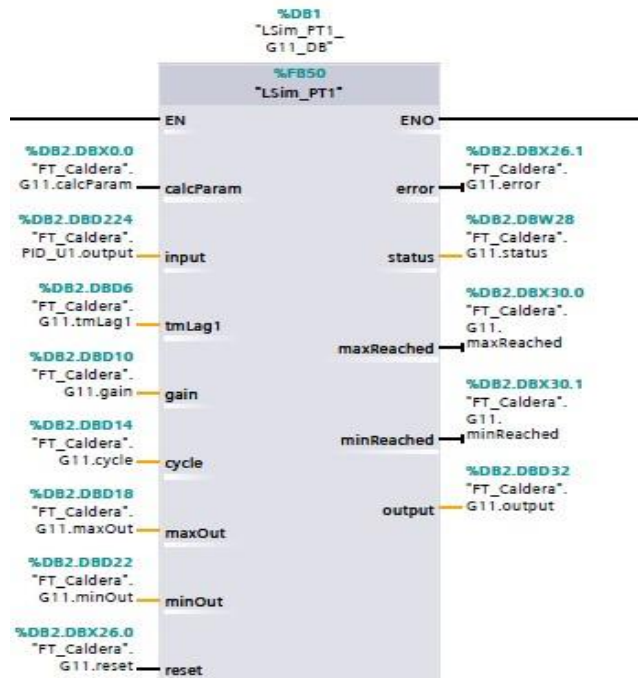 %DB1
"LSim_PT1_
G11_DB"
%FB50
"LSim_PT1"
EN
ENO
%DB2.DBX0.0
"FT_Caldera".
G11.calcParam
calcParam
%DB2.DBX26.1
"FT_Caldera".
G11.error
error
%DB2.DBD224
"FT_Caldera".
PID_U1.output
input
%DB2.DBW28
"FT_Caldera".
G11.status
status
%DB2.DBD6
"FT_Caldera".
G11.tmLag1
tmLag1
%DB2.DBX30.0
"FT_Caldera".
G11.
maxReached
maxReached
%DB2.DBD10
"FT_Caldera".
G11.gain
gain
%DB2.DBX30.1
"FT_Caldera".
G11.
minReached
minReached
%DB2.DBD14
"FT_Caldera".
G11.cycle
cycle
%DB2.DBD32
"FT_Caldera".
G11.output
output
%DB2.DBD18
"FT_Caldera".
G11.maxOut
maxOut
%DB2.DBD22
"FT_Caldera".
G11.minOut
minOut
%DB2.DBX26.0
"FT_Caldera".
G11.reset
reset